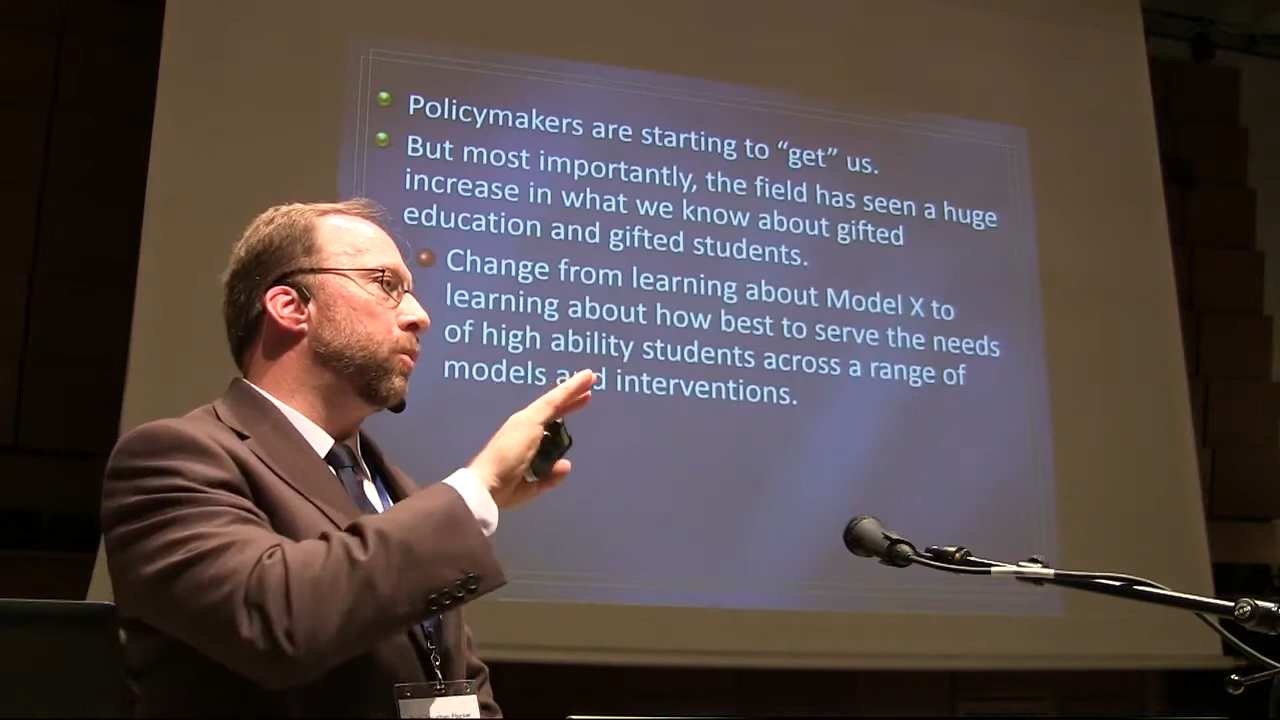 Policymakers are starting to “get” us.
But most importantly, the field has seen a huge
increase in what we know about gifted
education and gifted students.
Change from learning about Model X to
learning about how best to serve the needs
of high ability students across a range of
models and interventions.